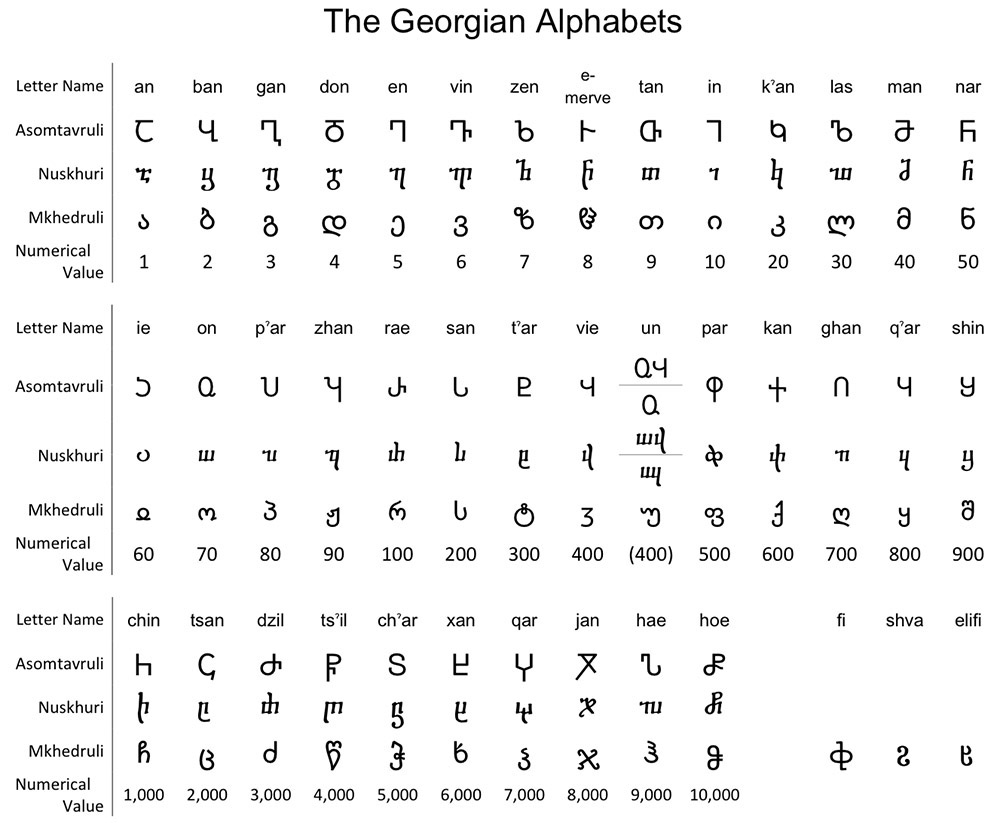 The Georgian Alphabets
Letter Name an ban gan don en vin zen e-merve tan in k’an las man nar
Asomtavruli Ⴀ Ⴁ Ⴂ Ⴃ Ⴄ Ⴅ Ⴆ Ⴡ Ⴇ Ⴈ Ⴉ Ⴊ Ⴋ Ⴌ
Nuskhuri ⴀ ⴁ ⴂ ⴃ ⴄ ⴅ ⴆ ⴡ ⴇ ⴈ ⴉ ⴊ ⴋ ⴌ
Mkhedruli ა ბ გ დ ე ვ ზ ჱ თ ი კ ლ მ ნ
Numerical Value 1 2 3 4 5 6 7 8 9 10 20 30 40 50
Letter Name ie on p’ar zhan rae san t’ar vie un par kan ghan q’ar shin
Asomtavruli Ⴢ Ⴍ Ⴎ Ⴏ Ⴐ Ⴑ Ⴒ Ⴣ ႭჃ Ⴓ Ⴔ Ⴕ Ⴖ Ⴗ Ⴘ
Nuskhuri ⴢ ⴍ ⴎ ⴏ ⴐ ⴑ ⴒ ⴣ ⴍⴣ ⴓ ⴔ ⴕ ⴖ ⴗ ⴘ
Mkhedruli ჲ ო პ ჟ რ ს ტ ჳ უ ფ ქ ღ ყ შ
Numerical Value 60 70 80 90 100 200 300 400 (400) 500 600 700 800 900
Letter Name chin tsan dzil ts’il ch’ar xan qar jan hae hoe fi shva elifi
Asomtavruli Ⴙ Ⴚ Ⴛ Ⴜ Ⴝ Ⴞ Ⴤ Ⴟ Ⴠ Ⴥ
Nuskhuri ⴙ ⴚ ⴛ ⴜ ⴝ ⴞ ⴤ ⴟ ⴠ ⴥ
Mkhedruli ჩ ც ძ წ ჭ ხ ჴ ჯ ჰ ჵ ჶ ჷ ჸ
Numerical Value 1,000 2,000 3,000 4,000 5,000 6,000 7,000 8,000 9,000 10,000